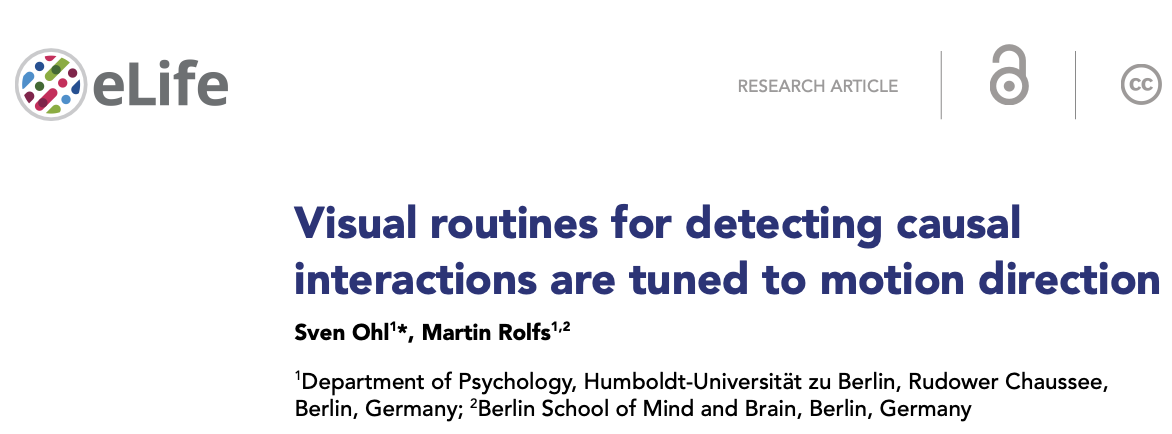 eLife
RESEARCH ARTICLE
cc
Visual routines for detecting causal
interactions are tuned to motion direction
Sven Ohl¹*, Martin Rolfs¹,²
¹Department of Psychology, Humboldt-Universität zu Berlin, Rudower Chaussee,
Berlin, Germany; ²Berlin School of Mind and Brain, Berlin, Germany